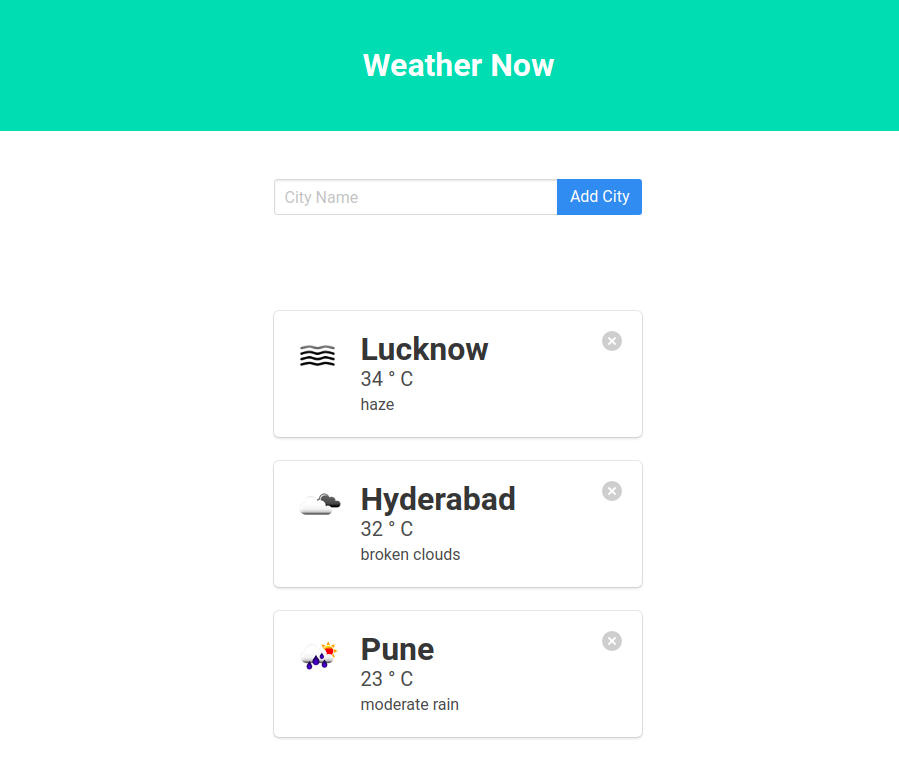 Weather Now
City Name
Add City
Lucknow
34 ° C
haze
Hyderabad
32 ° C
broken clouds
Pune
23 ° C
moderate rain